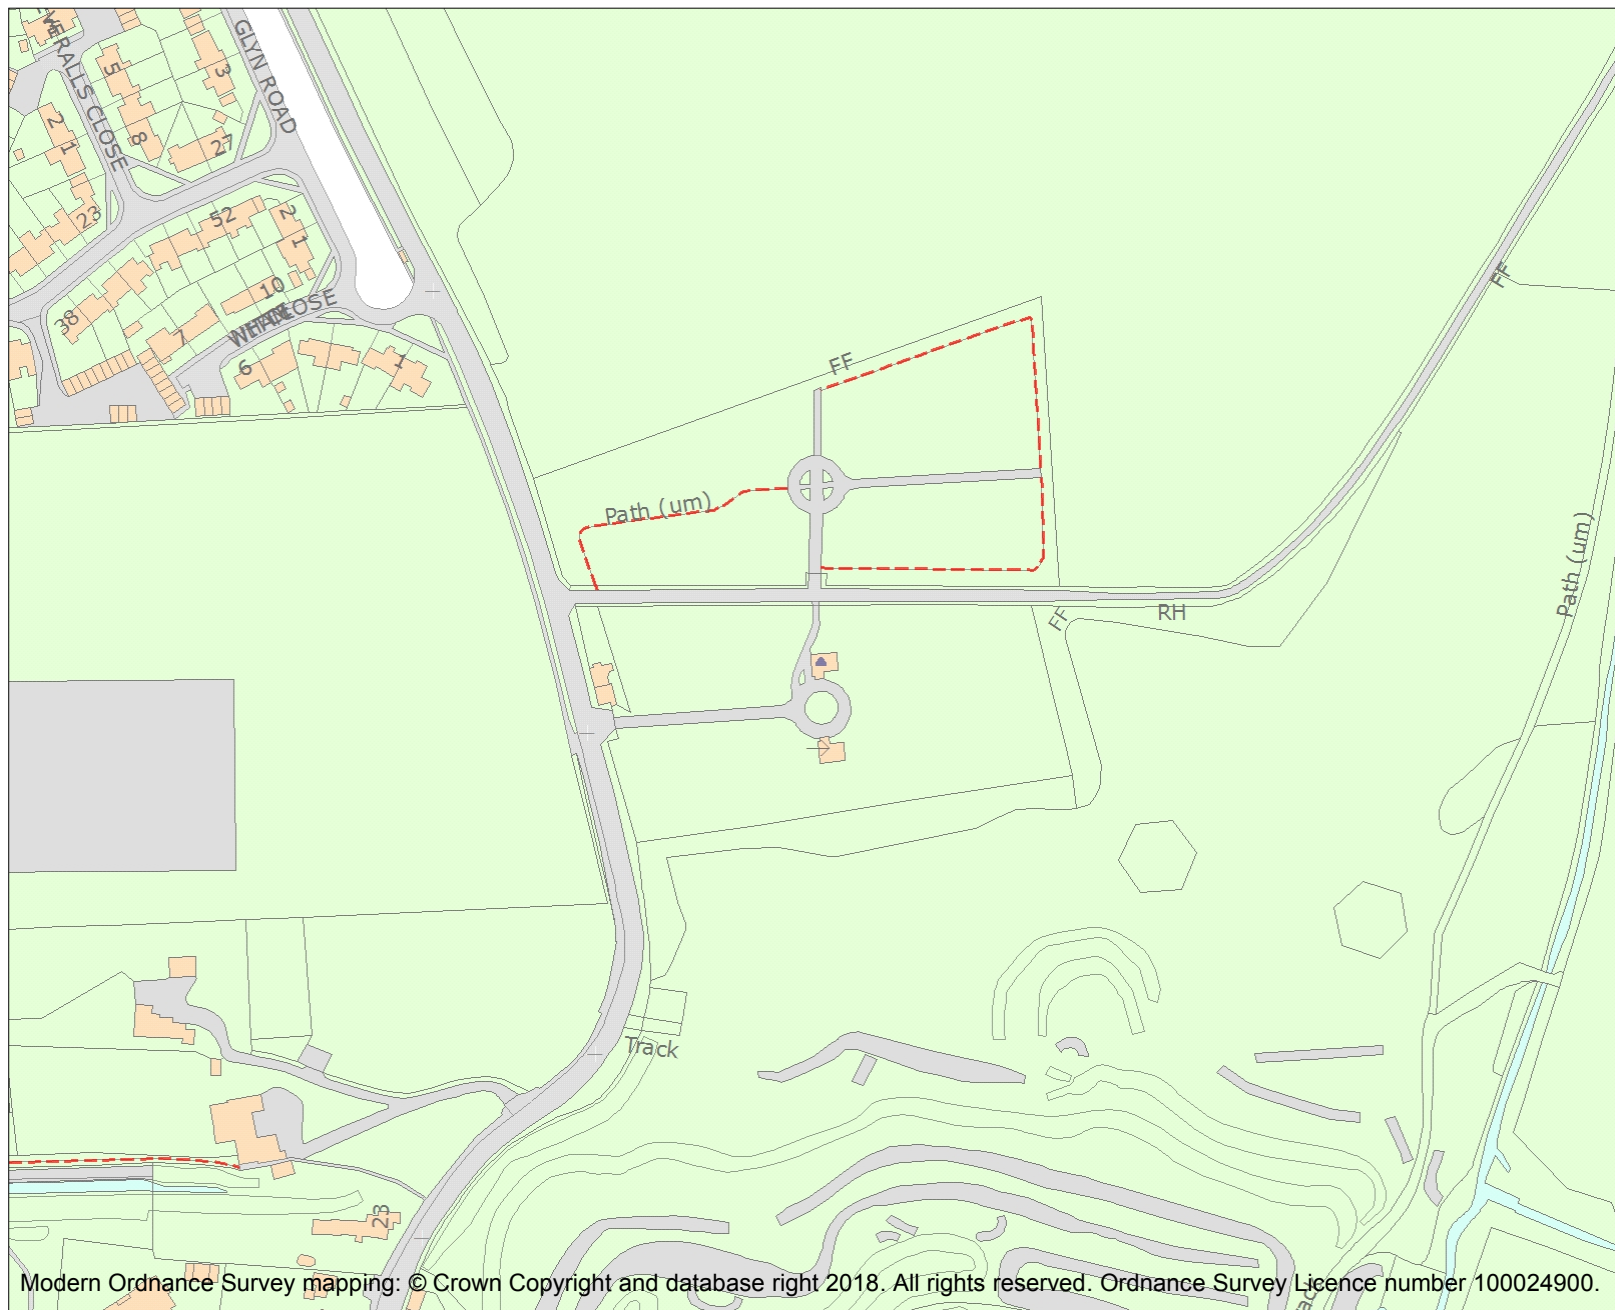 GLYN ROAD
5
3
2
1
8
27
23
52
2
1
10
38
CLOSE
7
6
1
FF
FF
Path (um)
Path (um)
FF
RH
Track
23
Modern Ordnance Survey mapping: © Crown Copyright and database right 2018. All rights reserved. Ordnance Survey Licence number 100024900.